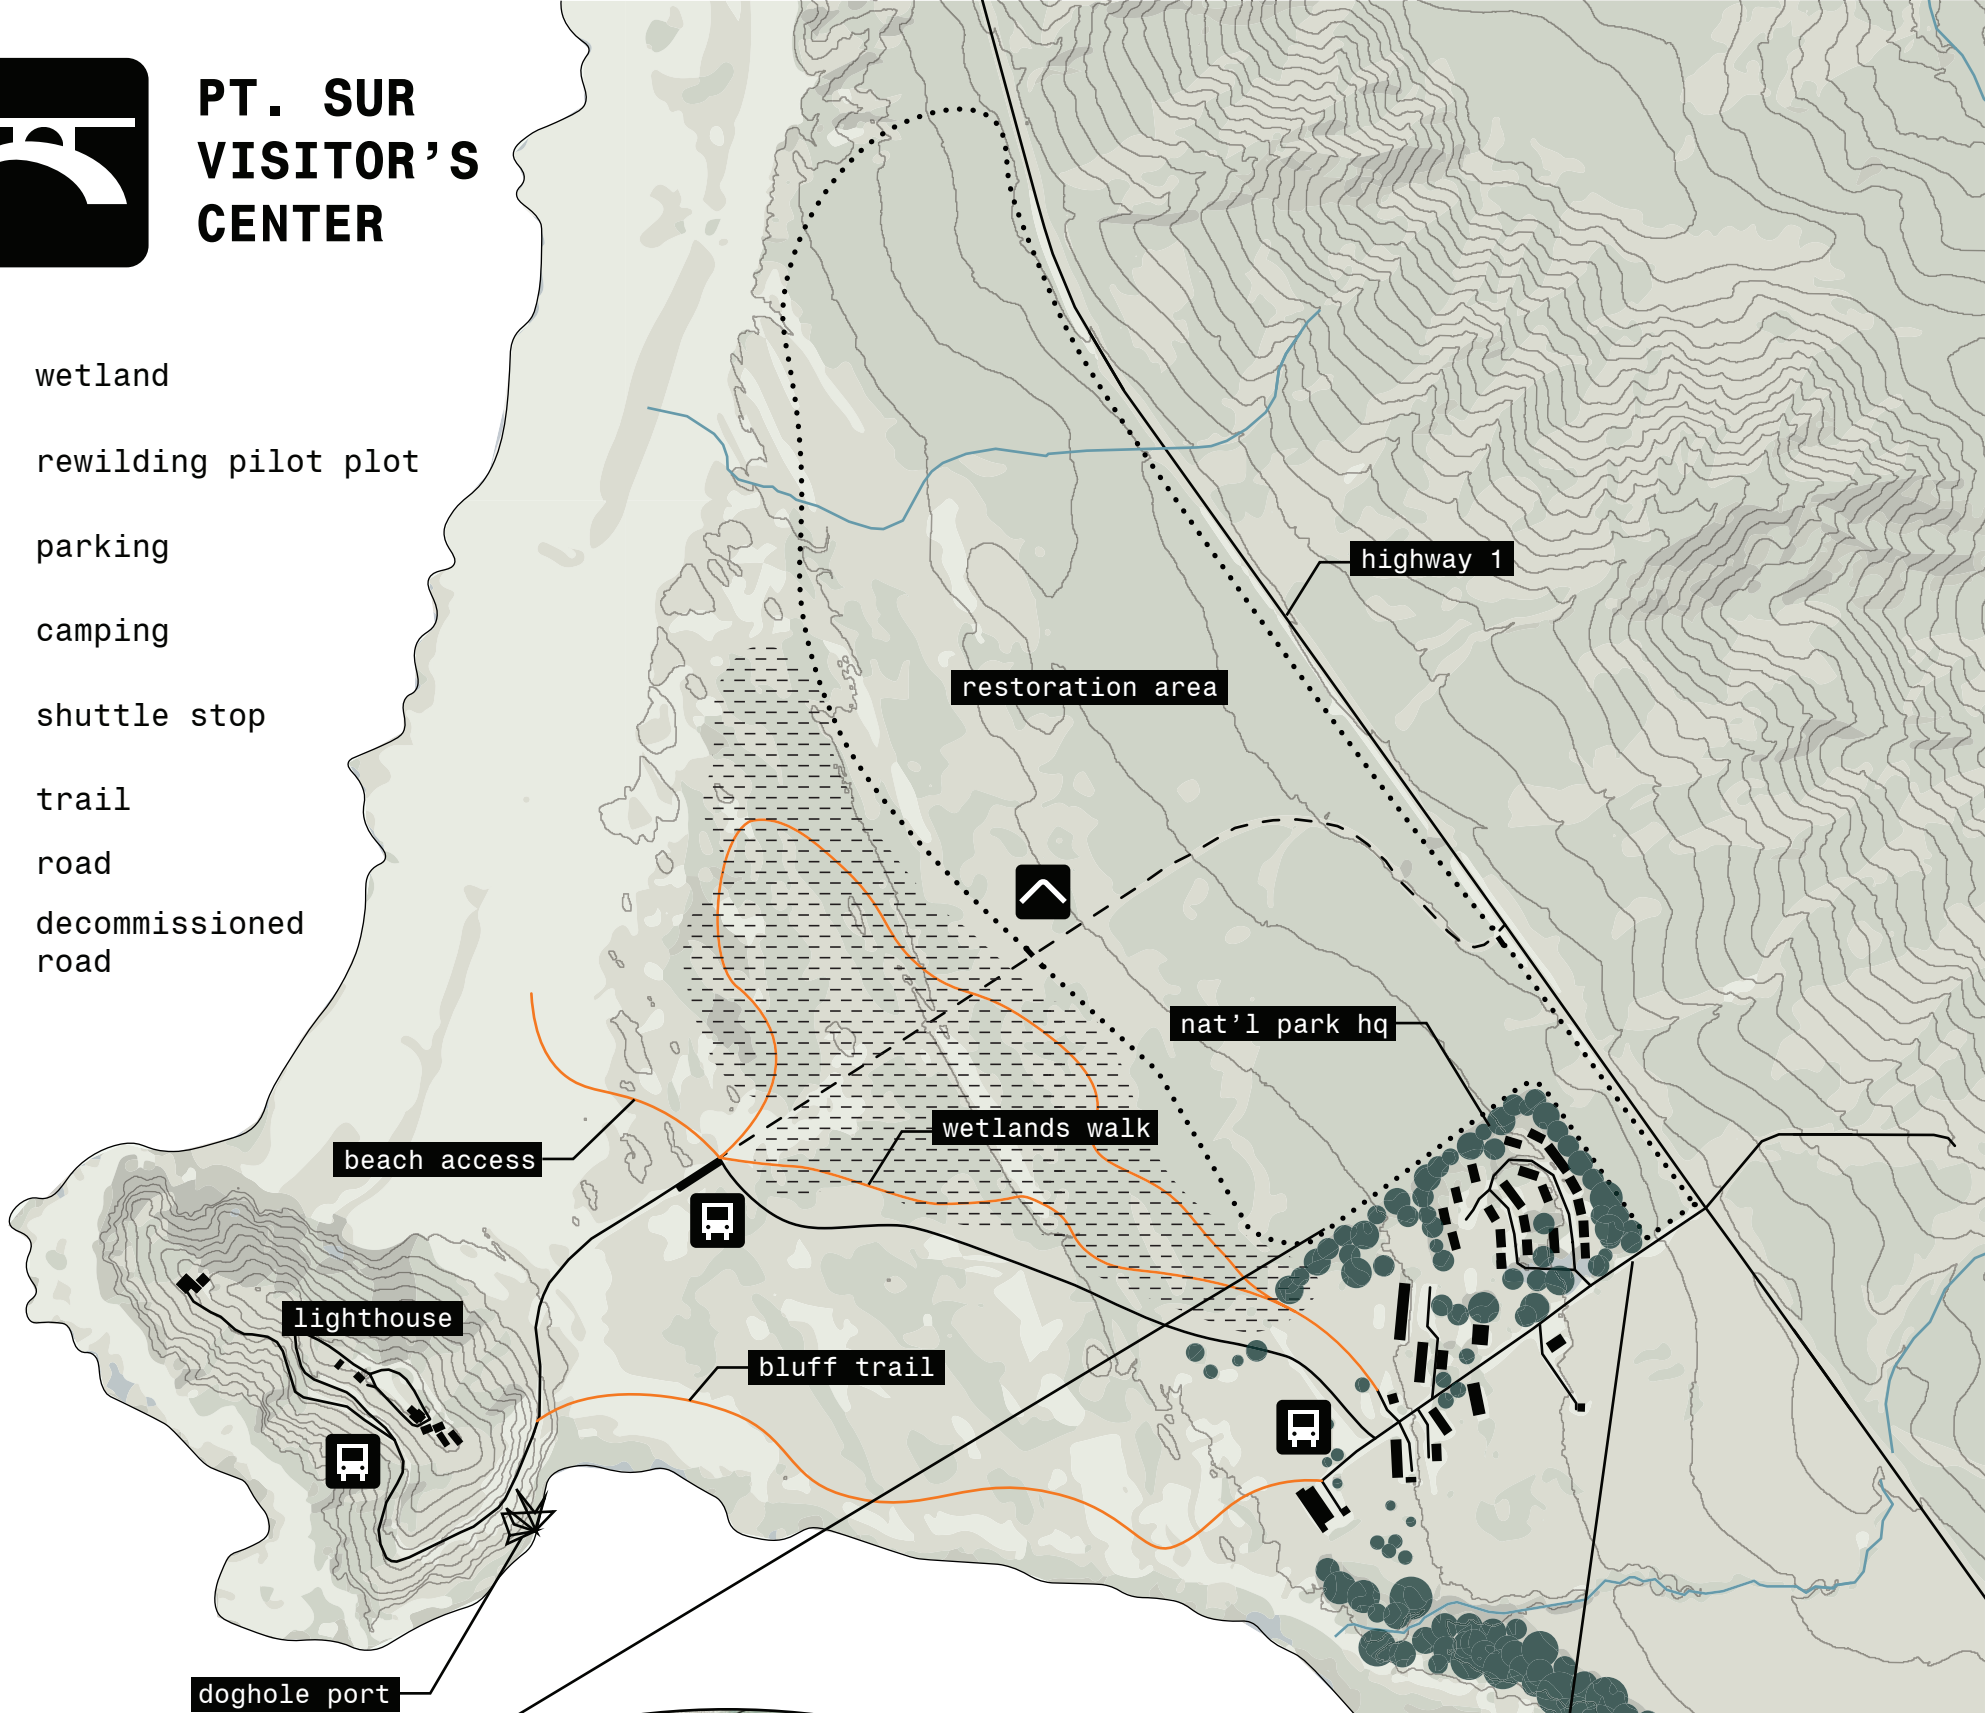 PT. SUR
VISITOR’S
CENTER
wetland
rewilding pilot plot
parking
camping
shuttle stop
trail
road
decommissioned
road
highway 1
restoration area
nat’l park hq
wetlands walk
beach access
lighthouse
bluff trail
doghole port